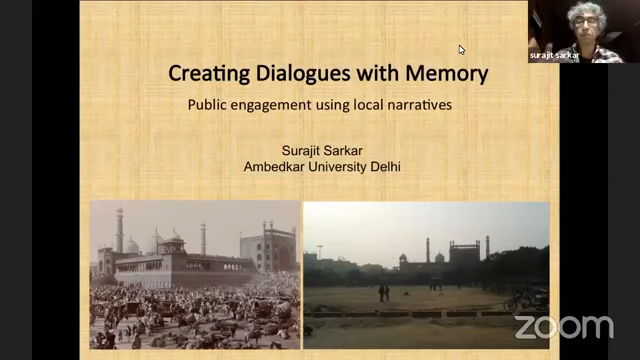 surajit sarkar
Creating Dialogues with Memory
Public engagement using local narratives
Surajit Sarkar
Ambedkar University Delhi
zoom